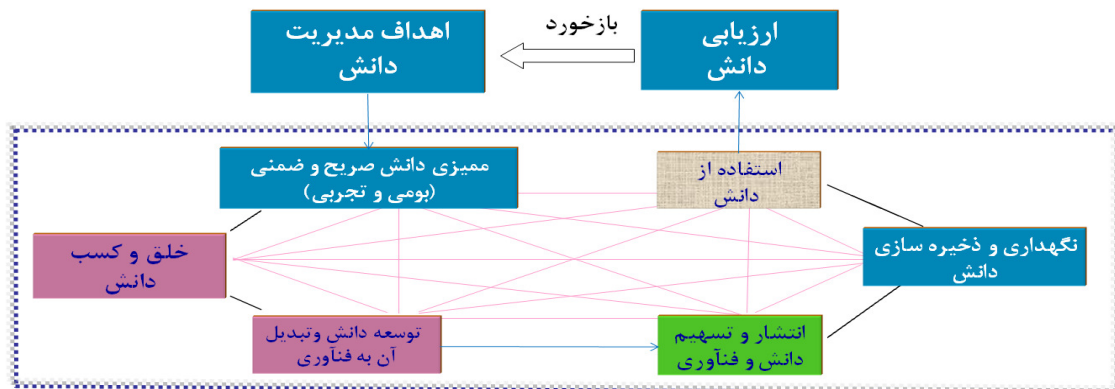 اهداف مدیریت
دانش
بازخورد
ارزیابی
دانش
ممیزی دانش صریح و ضمنی
(بومی و تجربی)
استفاده از
دانش
خلق و کسب
دانش
نگهداری و ذخیره سازی
دانش
توسعه دانش وتبدیل
آن به فنآوری
انتشار و تسهیم
دانش و فنآوری